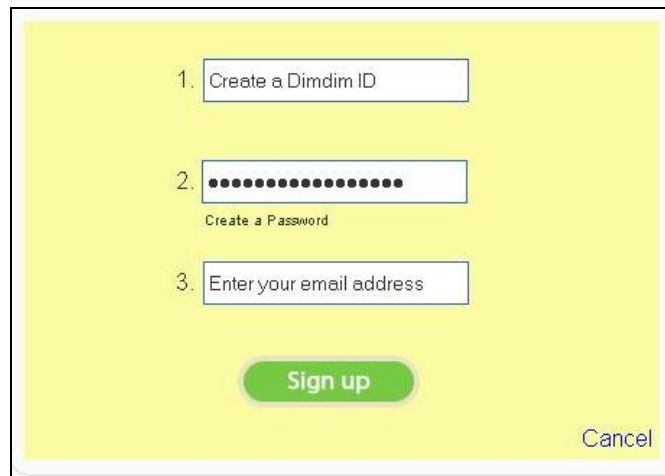 1. Create a Dimdim ID
2. •••••••••••••••••
Create a Password
3. Enter your email address
Sign up
Cancel